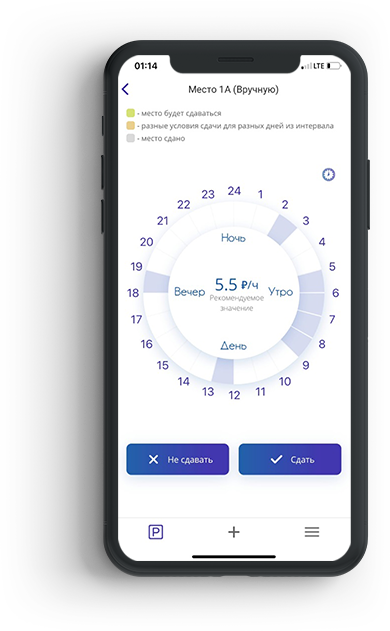 01:14
LTE
Место 1А (Вручную)
- место будет сдаваться
- разные условия сдачи для разных дней из интервала
- место сдано
24
23
1
22
2
21
3
20
4
19
5
18
6
17
7
16
8
15
9
14
10
13
11
12
Ночь
Вечер
5.5 ₽/ч
Утро
Рекомендуемое
значение
День
Не сдавать
Сдать
P